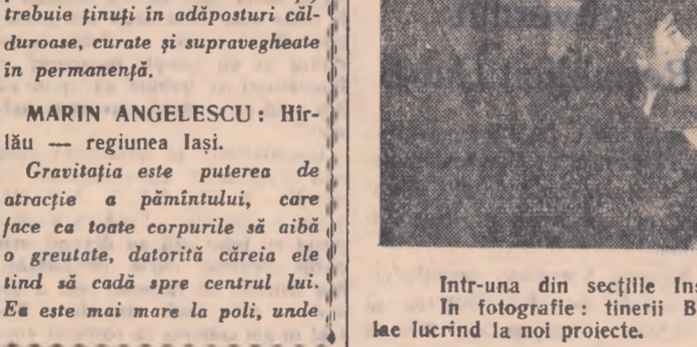 trebuie ținuți în adăposturi căl-
duroase, curate și supravegheate
în permanență.
MARIN ANGELESCU: Hîr-
lău — regiunea Iași.
Gravitația este puterea de
atracție a pămîntului, care
face ca toate corpurile să aibă
o greutate, datorită căreia ele
tind să cadă spre centrul lui.
Ea este mai mare la poli, unde
Intr-una din secțiile Ins
In fotografie: tinerii B
lae lucrind la noi proiecte.